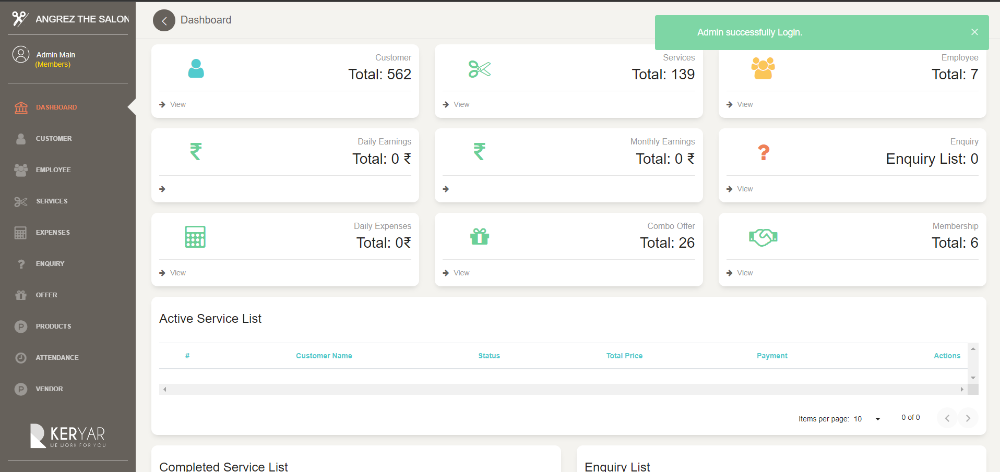 ANGREZ THE SALON
Admin Main
(Members)
DASHBOARD
CUSTOMER
EMPLOYEE
SERVICES
EXPENSES
ENQUIRY
OFFER
PRODUCTS
ATTENDANCE
VENDOR
KERYAR
WE WORK FOR YOU
Dashboard
Admin successfully Login.
Customer
Total: 562
View
Services
Total: 139
View
Employee
Total: 7
View
Daily Earnings
Total: 0 ₹
Monthly Earnings
Total: 0 ₹
Enquiry
Enquiry List: 0
View
Daily Expenses
Total: 0₹
View
Combo Offer
Total: 26
View
Membership
Total: 6
View
Active Service List
# Customer Name Status Total Price Payment Actions
Items per page: 10 0 of 0
Completed Service List
Enquiry List